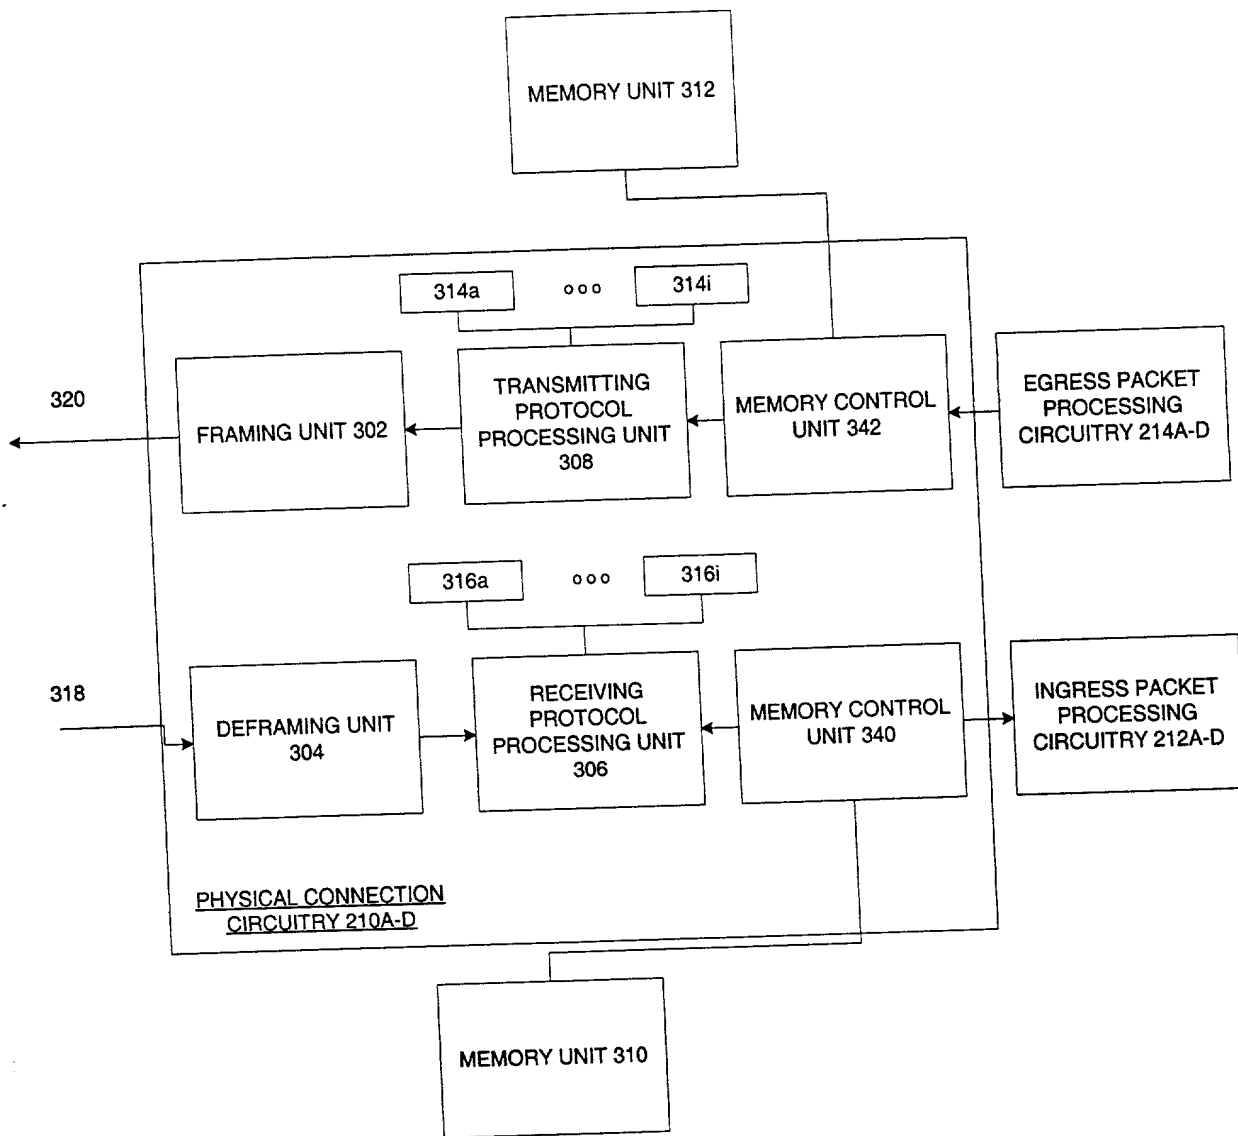 MEMORY UNIT 312
314a
ooo
314i
320
FRAMING UNIT 302
TRANSMITTING
PROTOCOL
PROCESSING UNIT
308
MEMORY CONTROL
UNIT 342
EGRESS PACKET
PROCESSING
CIRCUITRY 214A-D
316a
ooo
316i
318
DEFRAMING UNIT
304
RECEIVING
PROTOCOL
PROCESSING UNIT
306
MEMORY CONTROL
UNIT 340
INGRESS PACKET
PROCESSING
CIRCUITRY 212A-D
PHYSICAL CONNECTION
CIRCUITRY 210A-D
MEMORY UNIT 310